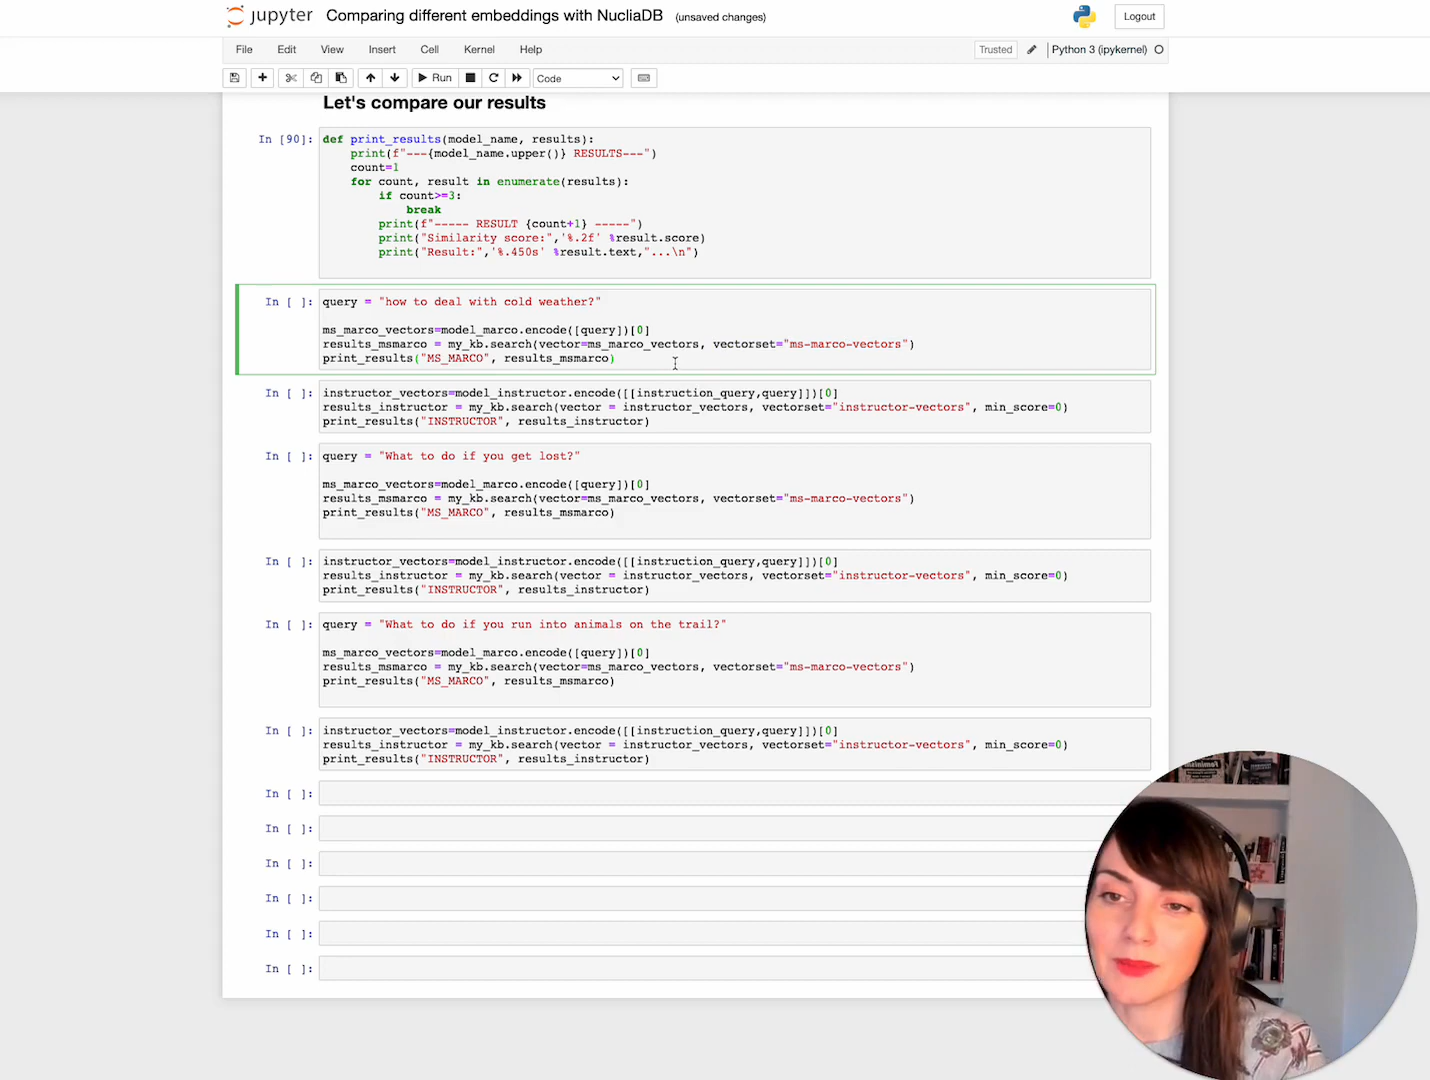 jupyter Comparing different embeddings with NucliaDB (unsaved changes)
Logout
File Edit View Insert Cell Kernel Help
Trusted
Python 3 (ipykernel)
Run
Code
Let's compare our results
In [90]: def print_results(model_name, results):
    print(f"---{model_name.upper()} RESULTS---")
    count=1
    for count, result in enumerate(results):
        if count>=3:
            break
        print(f"----- RESULT {count+1} -----")
        print("Similarity score:",'%.2f' %result.score)
        print("Result:",'%.450s' %result.text,"...\n")
In [ ]: query = "how to deal with cold weather?"
ms_marco_vectors=model_marco.encode([query])[0]
results_msmarco = my_kb.search(vector=ms_marco_vectors, vectorset="ms-marco-vectors")
print_results("MS_MARCO", results_msmarco)
In [ ]: instructor_vectors=model_instructor.encode([[instruction_query,query]])[0]
results_instructor = my_kb.search(vector = instructor_vectors, vectorset="instructor-vectors", min_score=0)
print_results("INSTRUCTOR", results_instructor)
In [ ]: query = "What to do if you get lost?"
ms_marco_vectors=model_marco.encode([query])[0]
results_msmarco = my_kb.search(vector=ms_marco_vectors, vectorset="ms-marco-vectors")
print_results("MS_MARCO", results_msmarco)
In [ ]: instructor_vectors=model_instructor.encode([[instruction_query,query]])[0]
results_instructor = my_kb.search(vector = instructor_vectors, vectorset="instructor-vectors", min_score=0)
print_results("INSTRUCTOR", results_instructor)
In [ ]: query = "What to do if you run into animals on the trail?"
ms_marco_vectors=model_marco.encode([query])[0]
results_msmarco = my_kb.search(vector=ms_marco_vectors, vectorset="ms-marco-vectors")
print_results("MS_MARCO", results_msmarco)
In [ ]: instructor_vectors=model_instructor.encode([[instruction_query,query]])[0]
results_instructor = my_kb.search(vector = instructor_vectors, vectorset="instructor-vectors", min_score=0)
print_results("INSTRUCTOR", results_instructor)
In [ ]:
In [ ]:
In [ ]:
In [ ]:
In [ ]:
In [ ]: